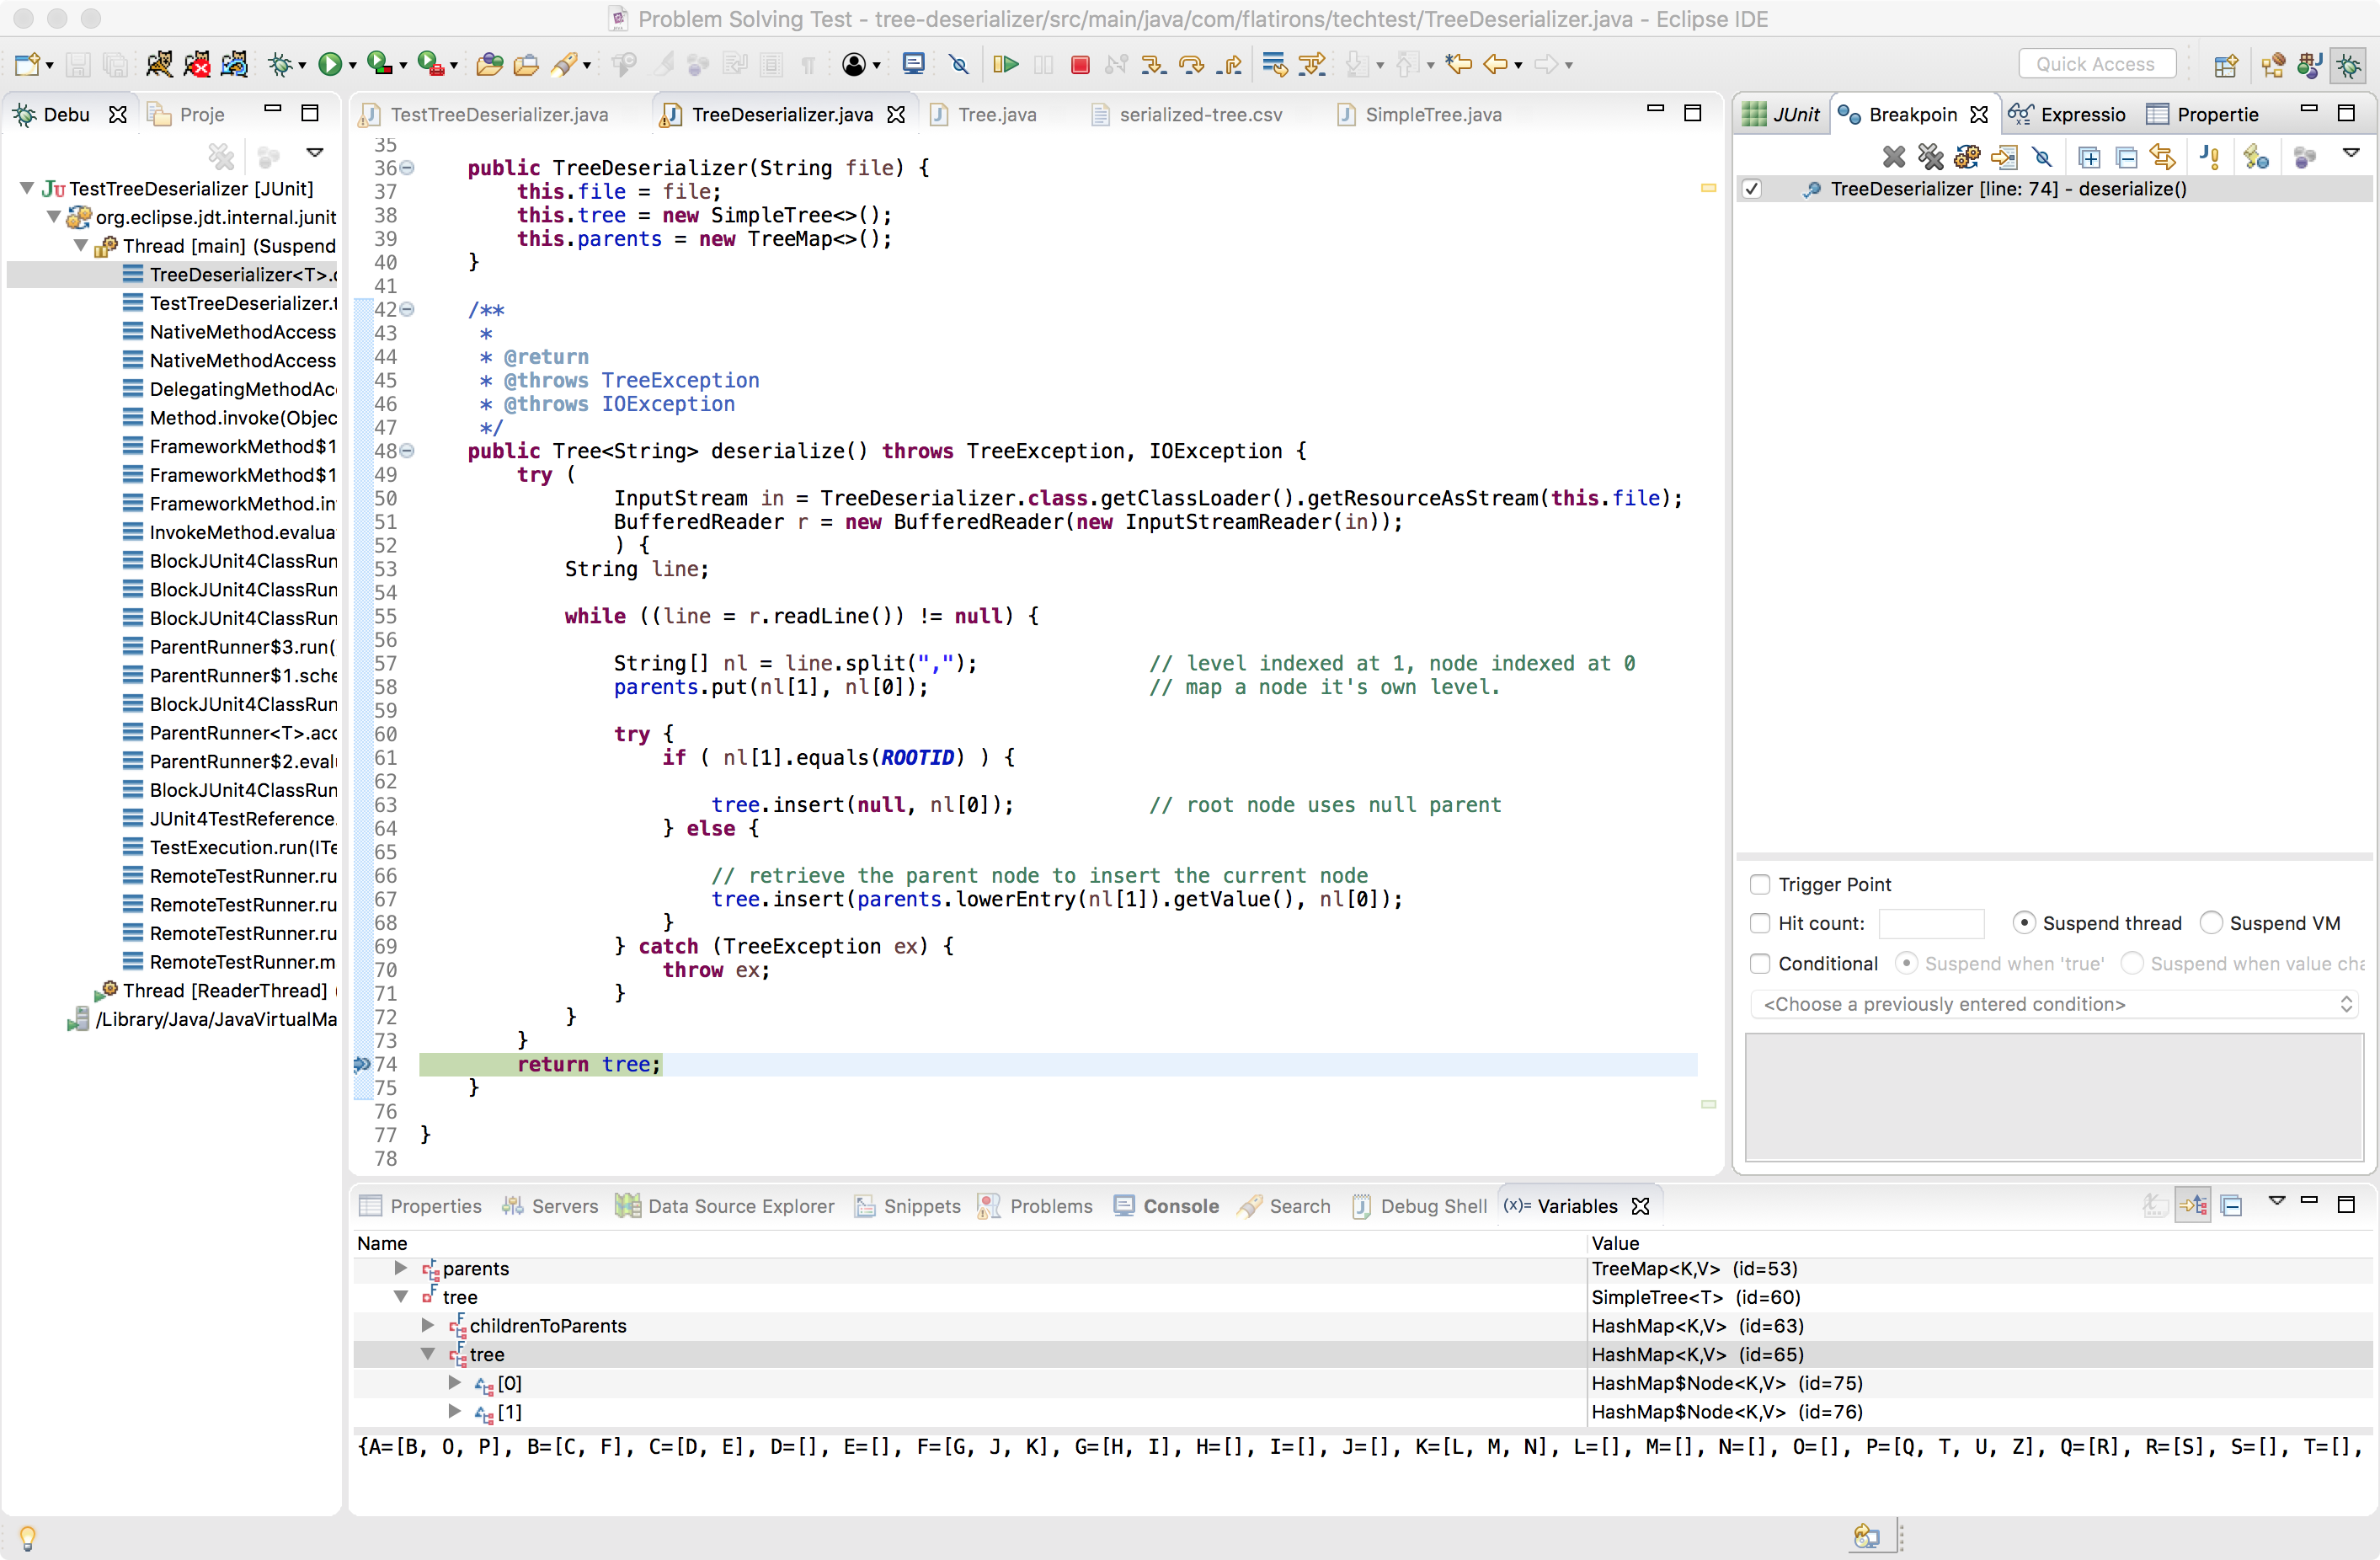 Problem Solving Test - tree-deserializer/src/main/java/com/flatirons/techtest/TreeDeserializer.java - Eclipse IDE
Quick Access
Debu
Proje
TestTreeDeserializer [JUnit]
org.eclipse.jdt.internal.junit
Thread [main] (Suspend
TreeDeserializer<T>.
TestTreeDeserializer.
NativeMethodAccess
NativeMethodAccess
DelegatingMethodAc
Method.invoke(Objec
FrameworkMethod$1
FrameworkMethod$1
FrameworkMethod.in
InvokeMethod.evalua
BlockJUnit4ClassRun
BlockJUnit4ClassRun
BlockJUnit4ClassRun
ParentRunner$3.run(
ParentRunner$1.sche
BlockJUnit4ClassRun
ParentRunner<T>.acc
ParentRunner$2.evalu
BlockJUnit4ClassRun
JUnit4TestReference.
TestExecution.run(ITe
RemoteTestRunner.ru
RemoteTestRunner.ru
RemoteTestRunner.ru
RemoteTestRunner.m
Thread [ReaderThread] (
/Library/Java/JavaVirtualMa
TestTreeDeserializer.java
TreeDeserializer.java
Tree.java
serialized-tree.csv
SimpleTree.java
35
36 public TreeDeserializer(String file) {
37 this.file = file;
38 this.tree = new SimpleTree<>();
39 this.parents = new TreeMap<>();
40 }
41
42 /**
43 *
44 * @return
45 * @throws TreeException
46 * @throws IOException
47 */
48 public Tree<String> deserialize() throws TreeException, IOException {
49 try (
50 InputStream in = TreeDeserializer.class.getClassLoader().getResourceAsStream(this.file);
51 BufferedReader r = new BufferedReader(new InputStreamReader(in));
52 ) {
53 String line;
54
55 while ((line = r.readLine()) != null) {
56
57 String[] nl = line.split(","); // level indexed at 1, node indexed at 0
58 parents.put(nl[1], nl[0]); // map a node it's own level.
59
60 try {
61 if ( nl[1].equals(ROOTID) ) {
62
63 tree.insert(null, nl[0]); // root node uses null parent
64 } else {
65
66 // retrieve the parent node to insert the current node
67 tree.insert(parents.lowerEntry(nl[1]).getValue(), nl[0]);
68 }
69 } catch (TreeException ex) {
70 throw ex;
71 }
72 }
73 }
74 return tree;
75 }
76
77 }
78
JUnit
Breakpoin
Expressio
Propertie
TreeDeserializer [line: 74] - deserialize()
Trigger Point
Hit count:
Suspend thread
Suspend VM
Conditional
Suspend when 'true'
Suspend when value cha
<Choose a previously entered condition>
Properties
Servers
Data Source Explorer
Snippets
Problems
Console
Search
Debug Shell
(x)= Variables
Name Value
parents TreeMap<K,V> (id=53)
tree SimpleTree<T> (id=60)
childrenToParents HashMap<K,V> (id=63)
tree HashMap<K,V> (id=65)
[0] HashMap$Node<K,V> (id=75)
[1] HashMap$Node<K,V> (id=76)
{A=[B, O, P], B=[C, F], C=[D, E], D=[], E=[], F=[G, J, K], G=[H, I], H=[], I=[], J=[], K=[L, M, N], L=[], M=[], N=[], O=[], P=[Q, T, U, Z], Q=[R], R=[S], S=[], T=[],